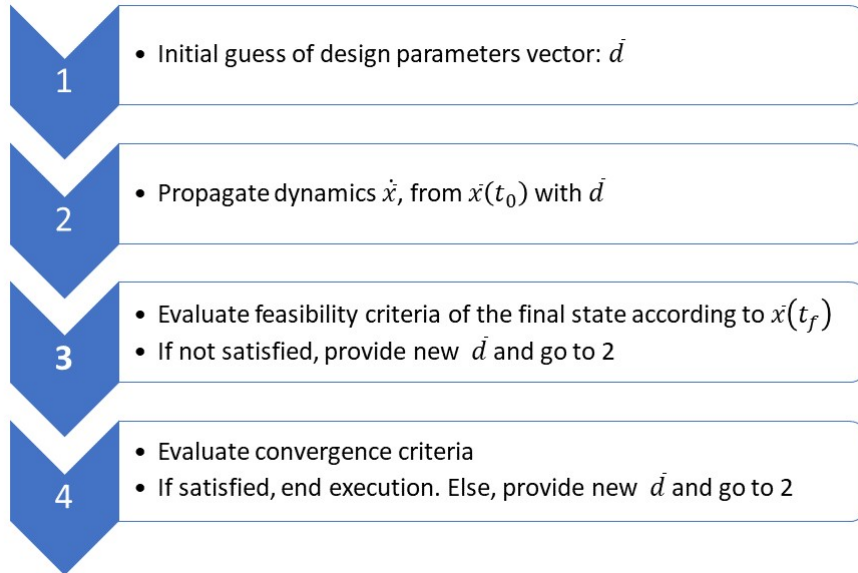 1
• Initial guess of design parameters vector: d̄
2
• Propagate dynamics ẋ̄, from x̄(t₀) with d̄
3
• Evaluate feasibility criteria of the final state according to x̄(t_f)
• If not satisfied, provide new d̄ and go to 2
4
• Evaluate convergence criteria
• If satisfied, end execution. Else, provide new d̄ and go to 2